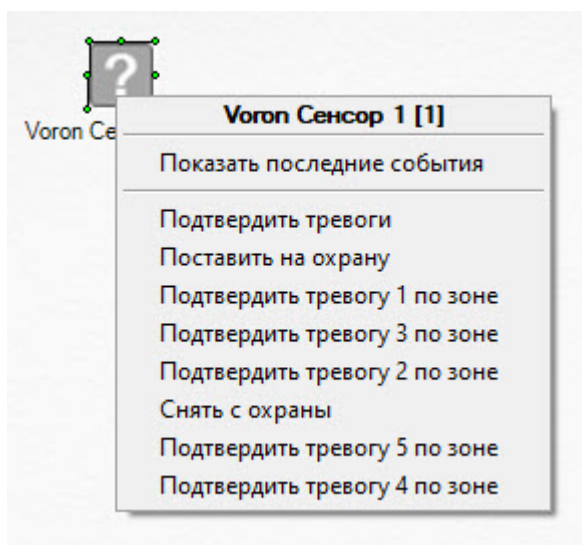 ?
Voron Сенсор 1 [1]
Voron Се
Показать последние события
Подтвердить тревоги
Поставить на охрану
Подтвердить тревогу 1 по зоне
Подтвердить тревогу 3 по зоне
Подтвердить тревогу 2 по зоне
Снять с охраны
Подтвердить тревогу 5 по зоне
Подтвердить тревогу 4 по зоне